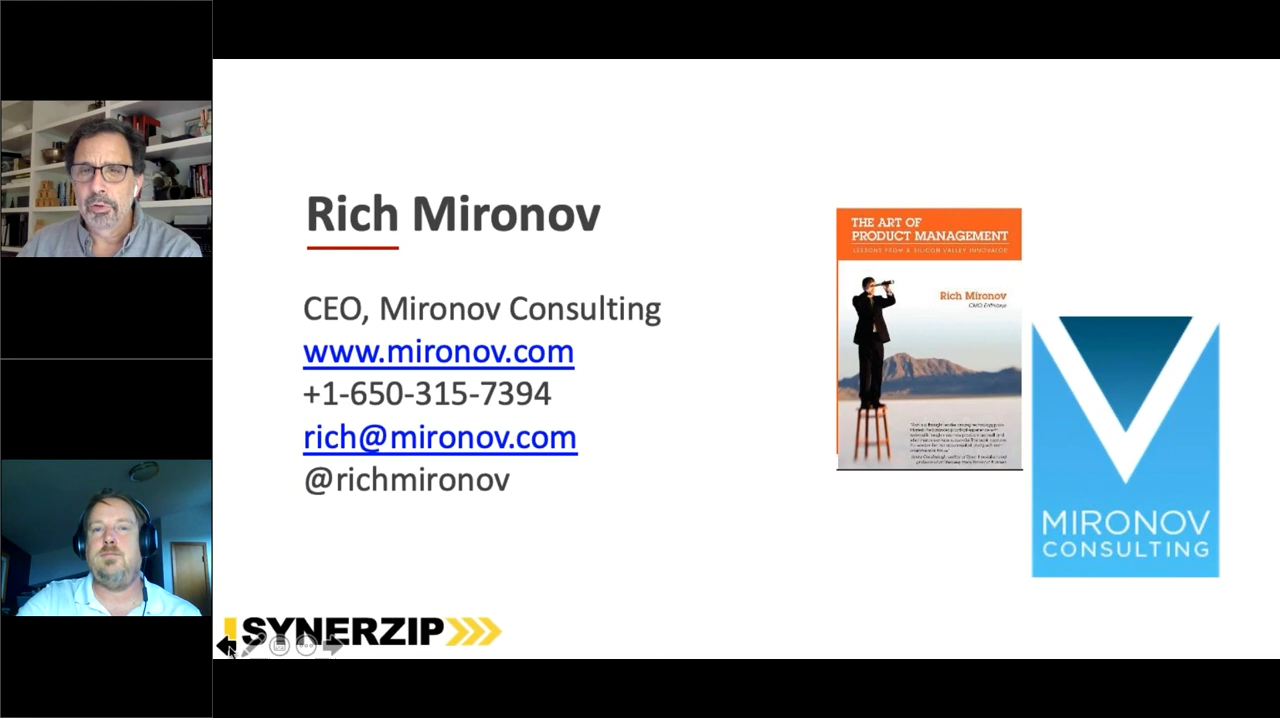 Rich Mironov
CEO, Mironov Consulting
www.mironov.com
+1-650-315-7394
rich@mironov.com
@richmironov
THE ART OF
PRODUCT MANAGEMENT
LESSONS FROM A SILICON VALLEY INNOVATOR
Rich Mironov
MIRONOV
CONSULTING
SYNERZIP